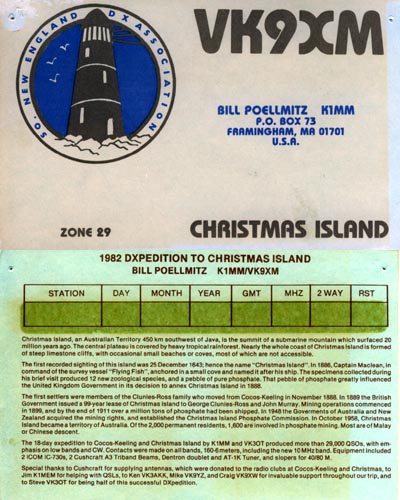 SO. NEW ENGLAND DX ASSOCIATION
VK9XM
BILL POELLMITZ K1MM
P.O. BOX 73
FRAMINGHAM, MA 01701
U.S.A.
ZONE 29
CHRISTMAS ISLAND
1982 DXPEDITION TO CHRISTMAS ISLAND
BILL POELLMITZ K1MM/VK9XM
STATION DAY MONTH YEAR GMT MHZ 2 WAY RST
Christmas Island, an Australian Territory 450 km southwest of Java, is the summit of a submarine mountain which surfaced 20
million years ago. The central plateau is covered by heavy tropical rainforest. Nearly the whole coast of Christmas Island is formed
of steep limestone cliffs, with occasional small beaches or coves, most of which are not accessible.
The first recorded sighting of this island was 25 December 1643; hence the name "Christmas Island". In 1886, Captain Maclear, in
command of the survey vessel "Flying Fish", anchored in a small cove and named it after his ship. The specimens collected during
this brief visit produced 12 new zoological species, and a pebble of pure phosphate. That pebble of phosphate greatly influenced
the United Kingdom Government in its decision to annex Christmas Island in 1888.
The first settlers were members of the Clunies-Ross family who moved from Cocos-Keeling in November 1888. In 1889 the British
Government issued a 99-year lease of Christmas Island to George Clunies-Ross and John Murray. Mining operations commenced
in 1899, and by the end of 1911 over a million tons of phosphate had been shipped. In 1948 the Goverments of Australia and New
Zealand acquired the mining rights, and established Christmas Island Phosphate Commission. In October 1958, Christmas Island
became a territory of Australia. Of the 2,000 permanent residents, 1,600 are involved in phosphate mining. Most are of Malay
or Chinese descent.
The 18-day expedition to Cocos-Keeling and Christmas Island by K1MM and VK3OT produced more than 29,000 QSOs, with em-
phasis on low bands and CW. Contacts were made on all bands, 160-6 meters, including the new 10 MHz band. Equipment included
2 ICOM IC-730s, 2 Cushcraft A3 Triband Beams, Dentron doublet and AT-1K Tuner, and slopers for 40/80 M.
Special thanks to Cushcraft for supplying antennas, which were donated to the radio clubs at Cocos-Keeling and Christmas, to
Jim K1MEM for helping with QSLs, to Ken VK3AKK, Mike VK9YZ, and Craig VK9XW for invaluable support throughout our trip, and
to Steve VK3OT for being half of this successful DXpedition.